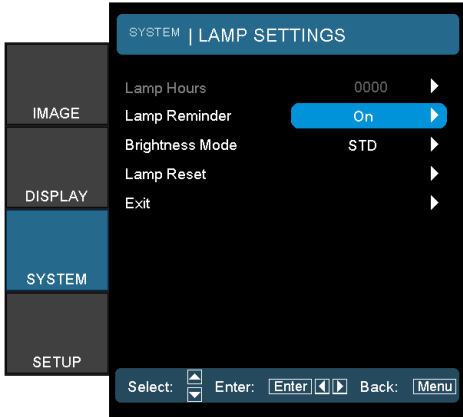 SYSTEM | LAMP SETTINGS
IMAGE
DISPLAY
SYSTEM
SETUP
Lamp Hours 0000
Lamp Reminder On
Brightness Mode STD
Lamp Reset
Exit
Select: Enter: Enter Back: Menu